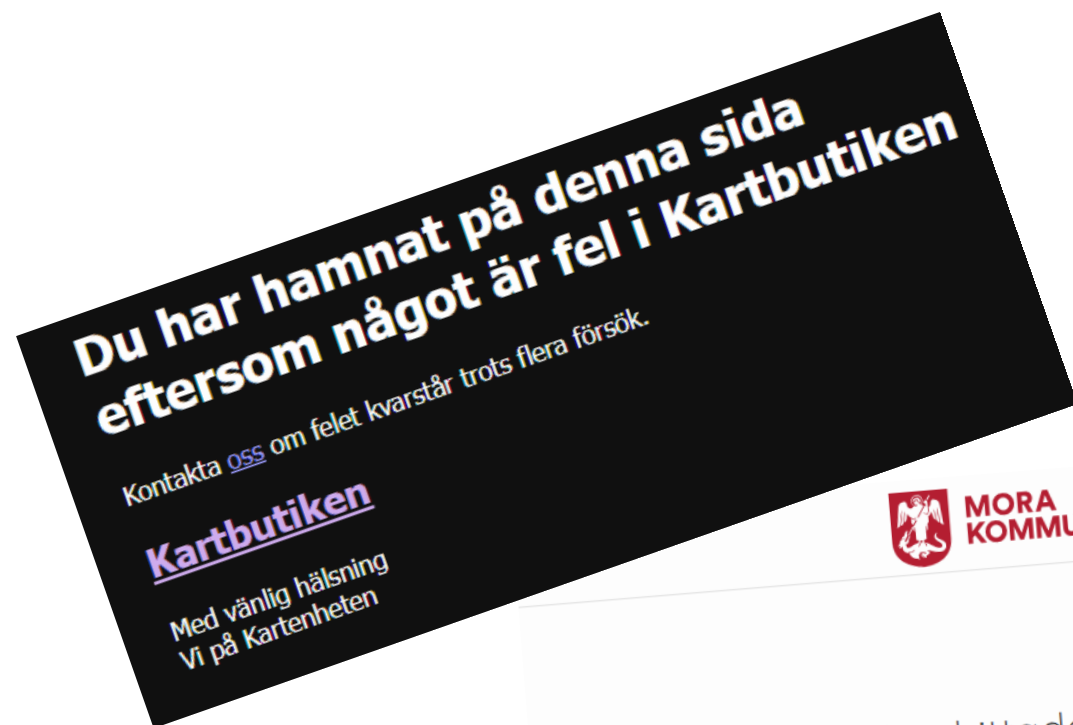 Du har hamnat på denna sida
eftersom något är fel i Kartbutiken
Kontakta oss om felet kvarstår trots flera försök.
Kartbutiken
Med vänlig hälsning
Vi på Kartenheten
MORA
KOMMU